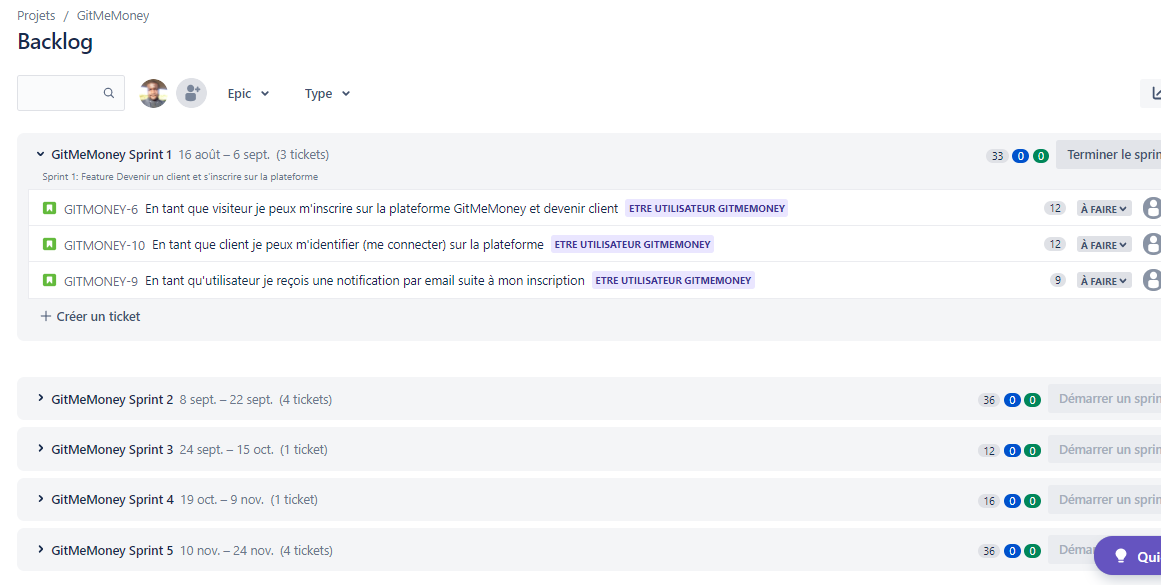 Projets / GitMeMoney
Backlog
Epic Type
GitMeMoney Sprint 1 16 août – 6 sept. (3 tickets) 33 0 0 Terminer le sprin
Sprint 1: Feature Devenir un client et s'inscrire sur la plateforme
GITMONEY-6 En tant que visiteur je peux m'inscrire sur la plateforme GitMeMoney et devenir client ETRE UTILISATEUR GITMEMONEY 12 À FAIRE
GITMONEY-10 En tant que client je peux m'identifier (me connecter) sur la plateforme ETRE UTILISATEUR GITMEMONEY 12 À FAIRE
GITMONEY-9 En tant qu'utilisateur je reçois une notification par email suite à mon inscription ETRE UTILISATEUR GITMEMONEY 9 À FAIRE
+ Créer un ticket
GitMeMoney Sprint 2 8 sept. – 22 sept. (4 tickets) 36 0 0 Démarrer un sprin
GitMeMoney Sprint 3 24 sept. – 15 oct. (1 ticket) 12 0 0 Démarrer un sprin
GitMeMoney Sprint 4 19 oct. – 9 nov. (1 ticket) 16 0 0 Démarrer un sprin
GitMeMoney Sprint 5 10 nov. – 24 nov. (4 tickets) 36 0 0 Déma
Qui